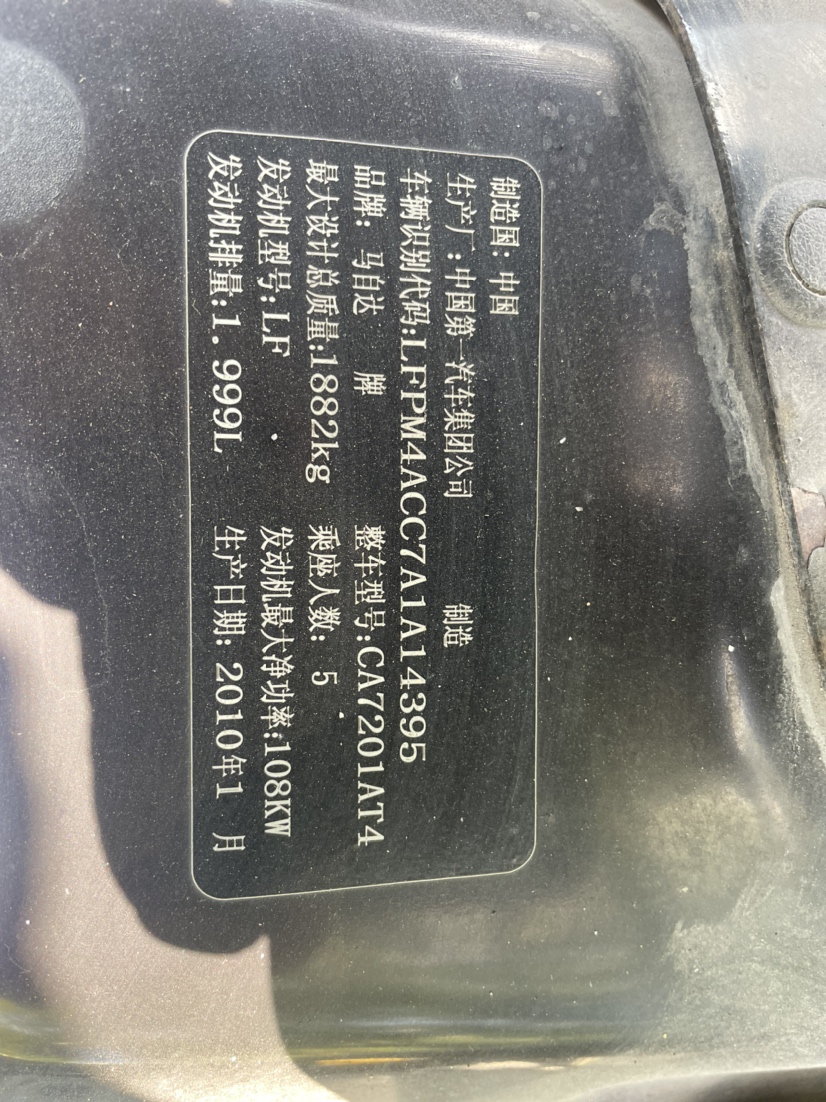 制造国：中国
生产厂：中国第一汽车集团公司 制造
车辆识别代码:LFPM4ACC7A1A14395
品牌：马自达 牌 整车型号:CA7201AT4
最大设计总质量:1882kg 乘座人数：5
发动机型号:LF 发动机最大净功率:108KW
发动机排量:1.999L 生产日期：2010年1 月